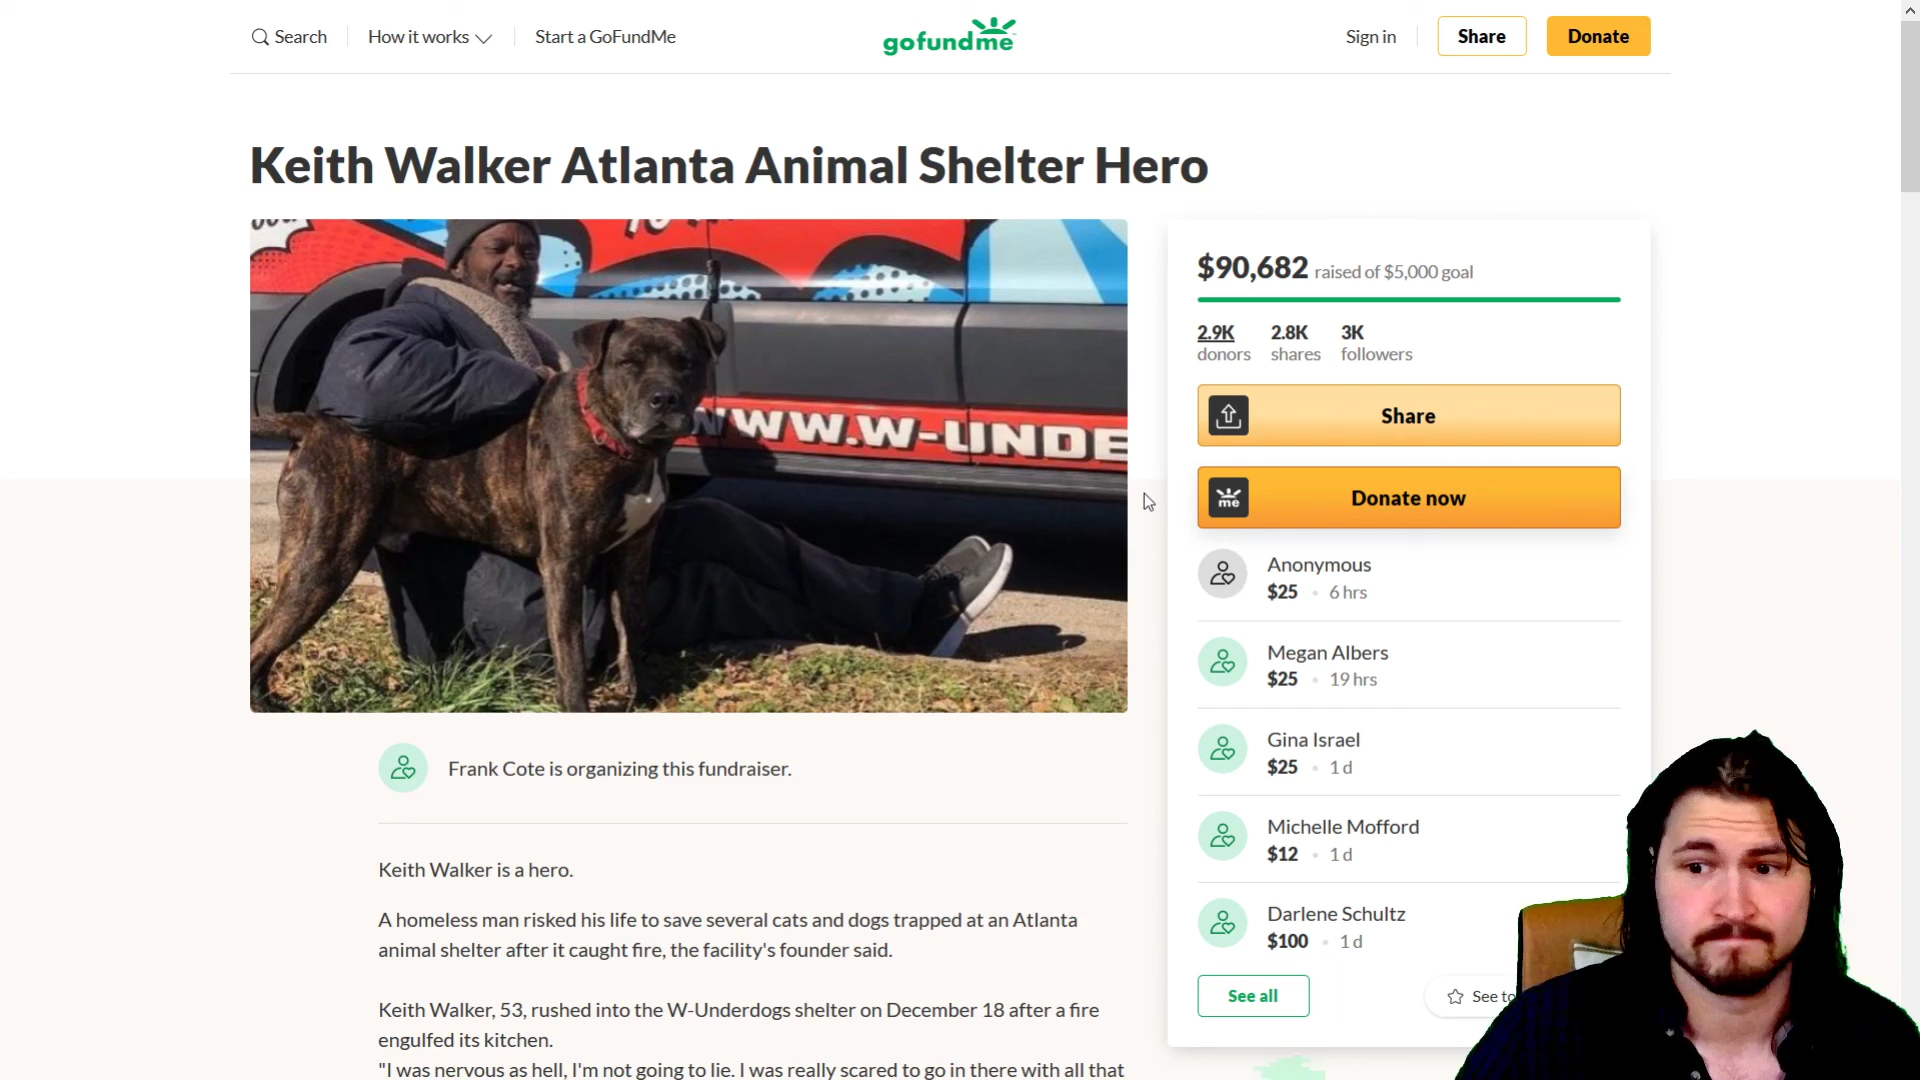 Search
How it works
Start a GoFundMe
gofundme
Sign in
Share
Donate
Keith Walker Atlanta Animal Shelter Hero
WWW.W-UNDE
$90,682 raised of $5,000 goal
2.9K 2.8K 3K
donors shares followers
Share
me Donate now
Anonymous
$25 • 6 hrs
Megan Albers
$25 • 19 hrs
Gina Israel
$25 • 1 d
Michelle Mofford
$12 • 1 d
Darlene Schultz
$100 • 1 d
See all
See to
Frank Cote is organizing this fundraiser.
Keith Walker is a hero.
A homeless man risked his life to save several cats and dogs trapped at an Atlanta
animal shelter after it caught fire, the facility's founder said.
Keith Walker, 53, rushed into the W-Underdogs shelter on December 18 after a fire
engulfed its kitchen.
"I was nervous as hell, I'm not going to lie. I was really scared to go in there with all that